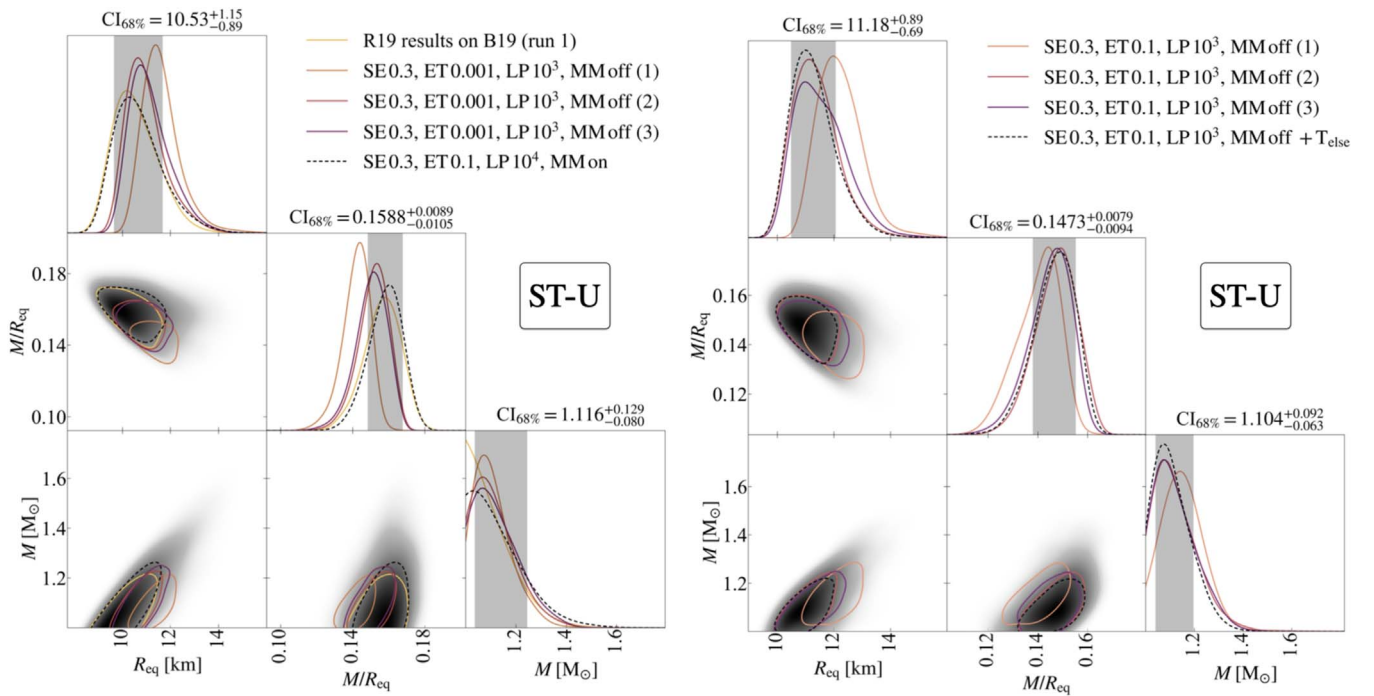 CI68% = 10.53 +1.15 −0.89
R19 results on B19 (run 1)
SE 0.3, ET 0.001, LP 10³, MM off (1)
SE 0.3, ET 0.001, LP 10³, MM off (2)
SE 0.3, ET 0.001, LP 10³, MM off (3)
SE 0.3, ET 0.1, LP 10⁴, MM on
CI68% = 0.1588 +0.0089 −0.0105
ST-U
CI68% = 1.116 +0.129 −0.080
M/Req
0.18
0.14
0.10
M [M⊙]
1.6
1.4
1.2
10 12 14
Req [km]
0.10 0.14 0.18
M/Req
1.2 1.4 1.6
M [M⊙]
CI68% = 11.18 +0.89 −0.69
SE 0.3, ET 0.1, LP 10³, MM off (1)
SE 0.3, ET 0.1, LP 10³, MM off (2)
SE 0.3, ET 0.1, LP 10³, MM off (3)
SE 0.3, ET 0.1, LP 10³, MM off + Telse
CI68% = 0.1473 +0.0079 −0.0094
ST-U
CI68% = 1.104 +0.092 −0.063
M/Req
0.16
0.14
0.12
M [M⊙]
1.6
1.4
1.2
10 12 14
Req [km]
0.12 0.14 0.16
M/Req
1.2 1.4 1.6
M [M⊙]